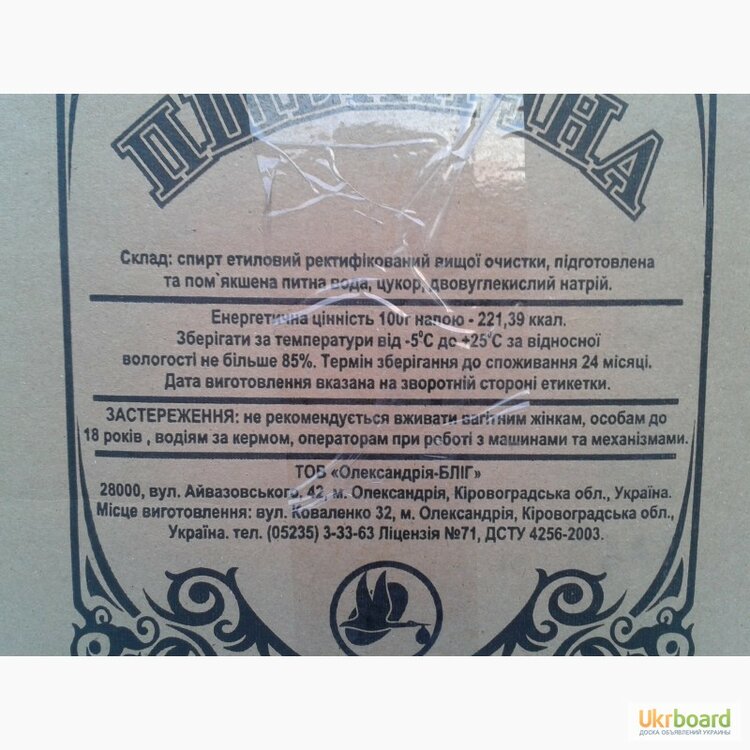 Склад: спирт етиловий ректифікований вищої очистки, підготовлена
та пом`якшена питна вода, цукор, двовуглекислий натрій.
Енергетична цінність 100г напою - 221,39 ккал.
Зберігати за температури від -5⁰С до +25⁰С за відносної
вологості не більше 85%. Термін зберігання до споживання 24 місяці.
Дата виготовлення вказана на зворотній стороні етикетки.
ЗАСТЕРЕЖЕННЯ: не рекомендується вживати вагітним жінкам, особам до
18 років , водіям за кермом, операторам при роботі з машинами та механізмами.
ТОВ «Олександрія-БЛІГ»
28000, вул. Айвазовського, 42, м. Олександрія, Кіровоградська обл., Україна.
Місце виготовлення: вул. Коваленко 32, м. Олександрія, Кіровоградська обл.,
Україна. тел. (05235) 3-33-63 Ліцензія №71, ДСТУ 4256-2003.
Ukrboard
ДОСКА ОБЪЯВЛЕНИЙ УКРАИНЫ